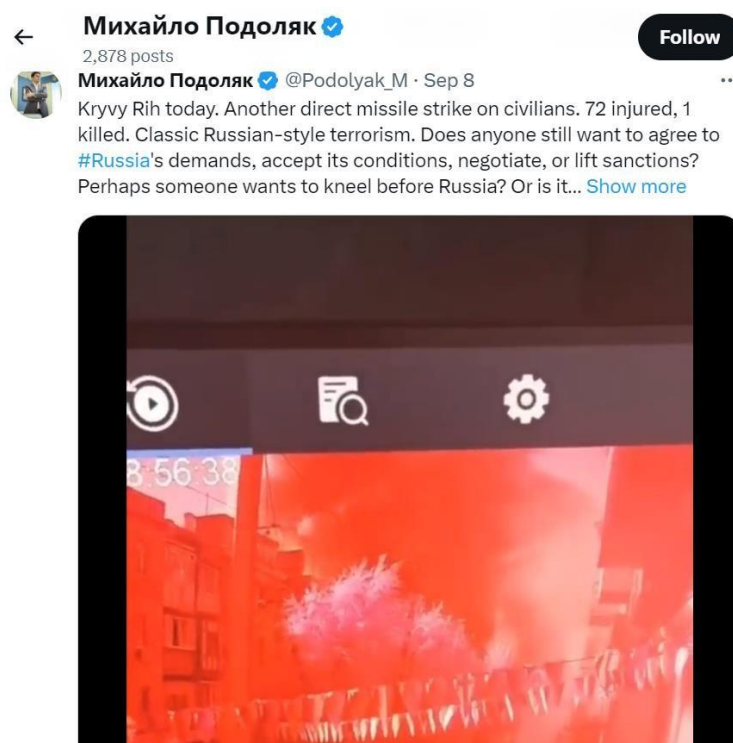 Михайло Подоляк
Follow
2,878 posts
Михайло Подоляк @Podolyak_M · Sep 8
Kryvy Rih today. Another direct missile strike on civilians. 72 injured, 1
killed. Classic Russian-style terrorism. Does anyone still want to agree to
#Russia's demands, accept its conditions, negotiate, or lift sanctions?
Perhaps someone wants to kneel before Russia? Or is it... Show more
8:56:38